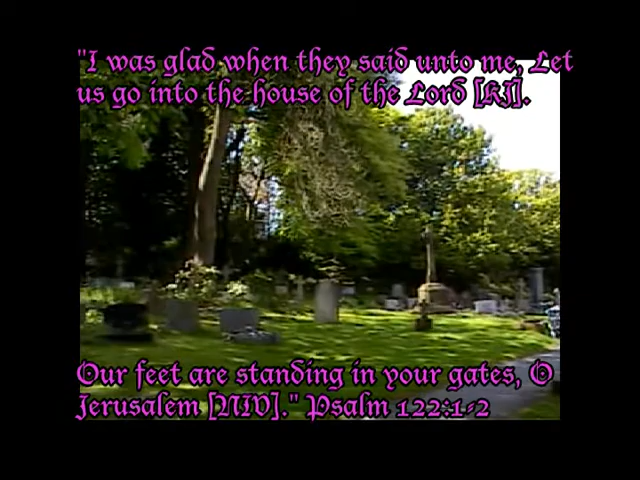 "I was glad when they said unto me, Let
us go into the house of the Lord [KJ].
Our feet are standing in your gates, O
Jerusalem [NIV]." Psalm 122:1-2